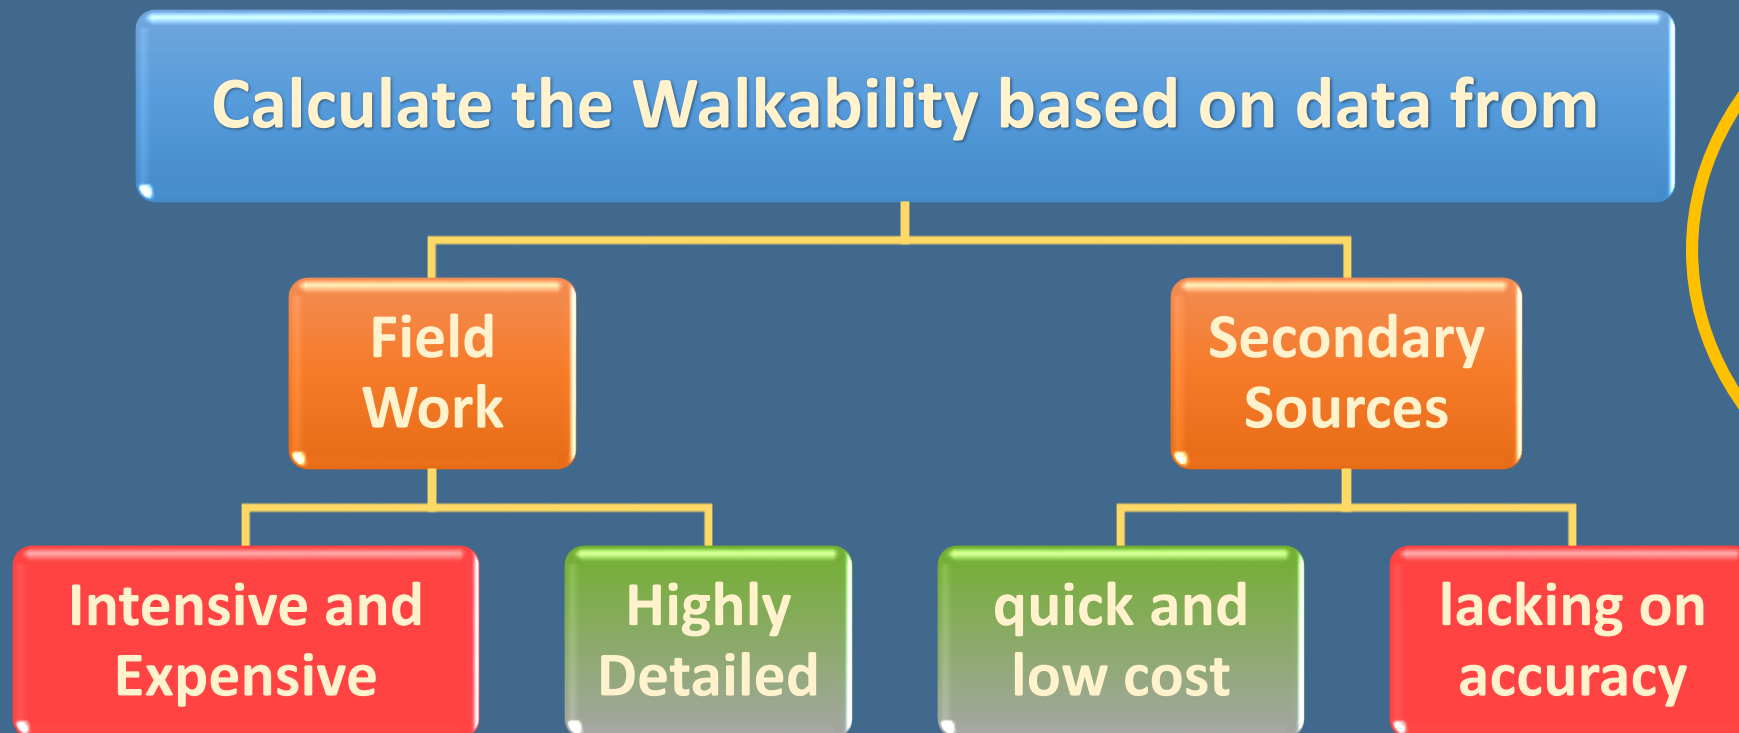 Calculate the Walkability based on data from
Field
Work
Secondary
Sources
Intensive and
Expensive
Highly
Detailed
quick and
low cost
lacking on
accuracy